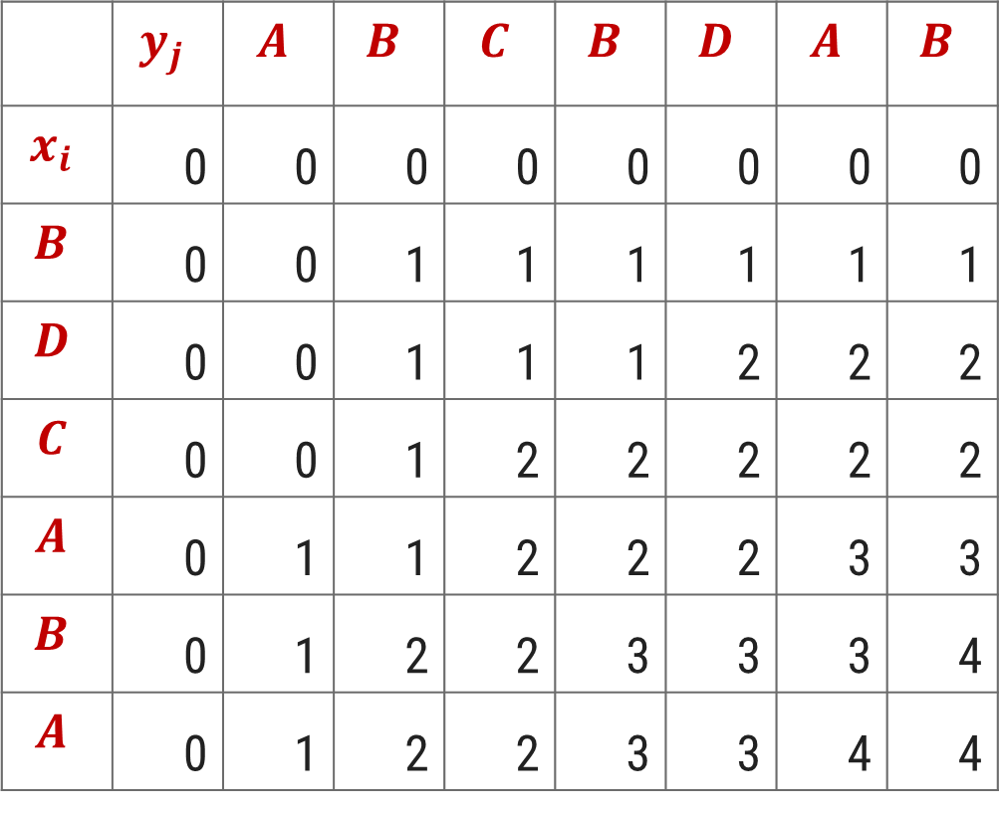 yⱼ A B C B D A B
xᵢ 0 0 0 0 0 0 0 0
B 0 0 1 1 1 1 1 1
D 0 0 1 1 1 2 2 2
C 0 0 1 2 2 2 2 2
A 0 1 1 2 2 2 3 3
B 0 1 2 2 3 3 3 4
A 0 1 2 2 3 3 4 4